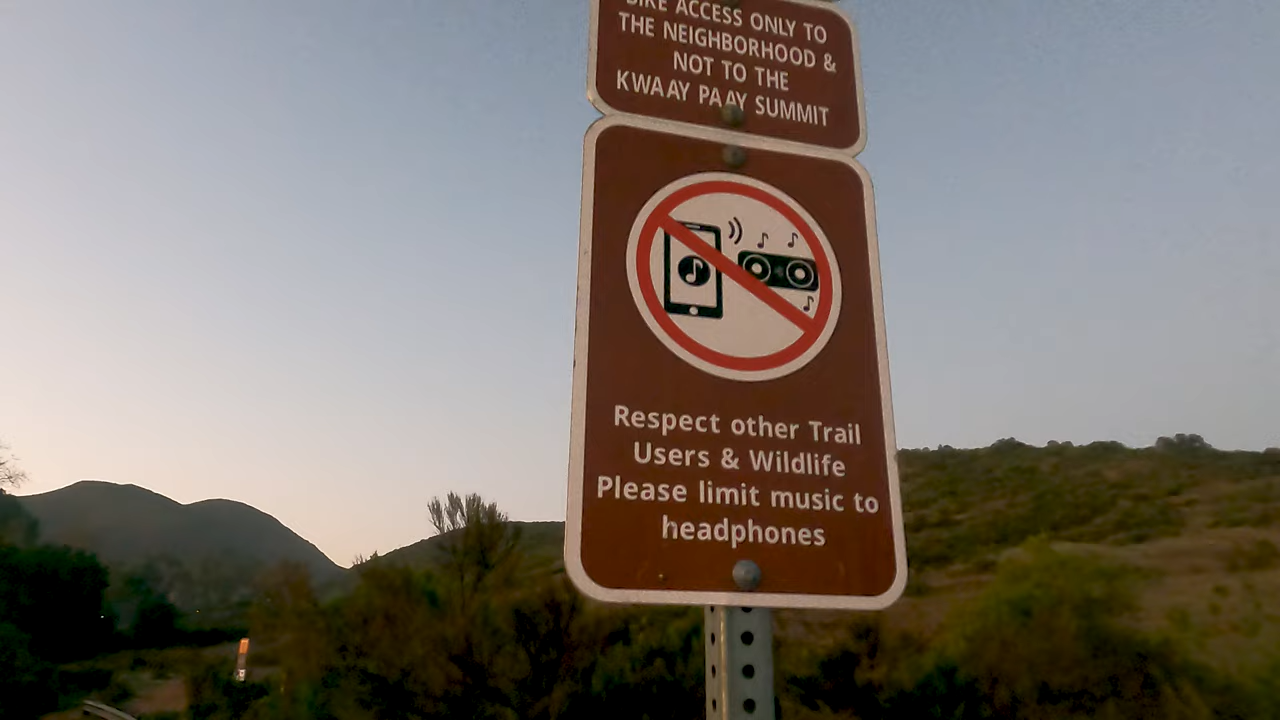 BIKE ACCESS ONLY TO
THE NEIGHBORHOOD &
NOT TO THE
KWAAY PAAY SUMMIT
Respect other Trail
Users & Wildlife
Please limit music to
headphones